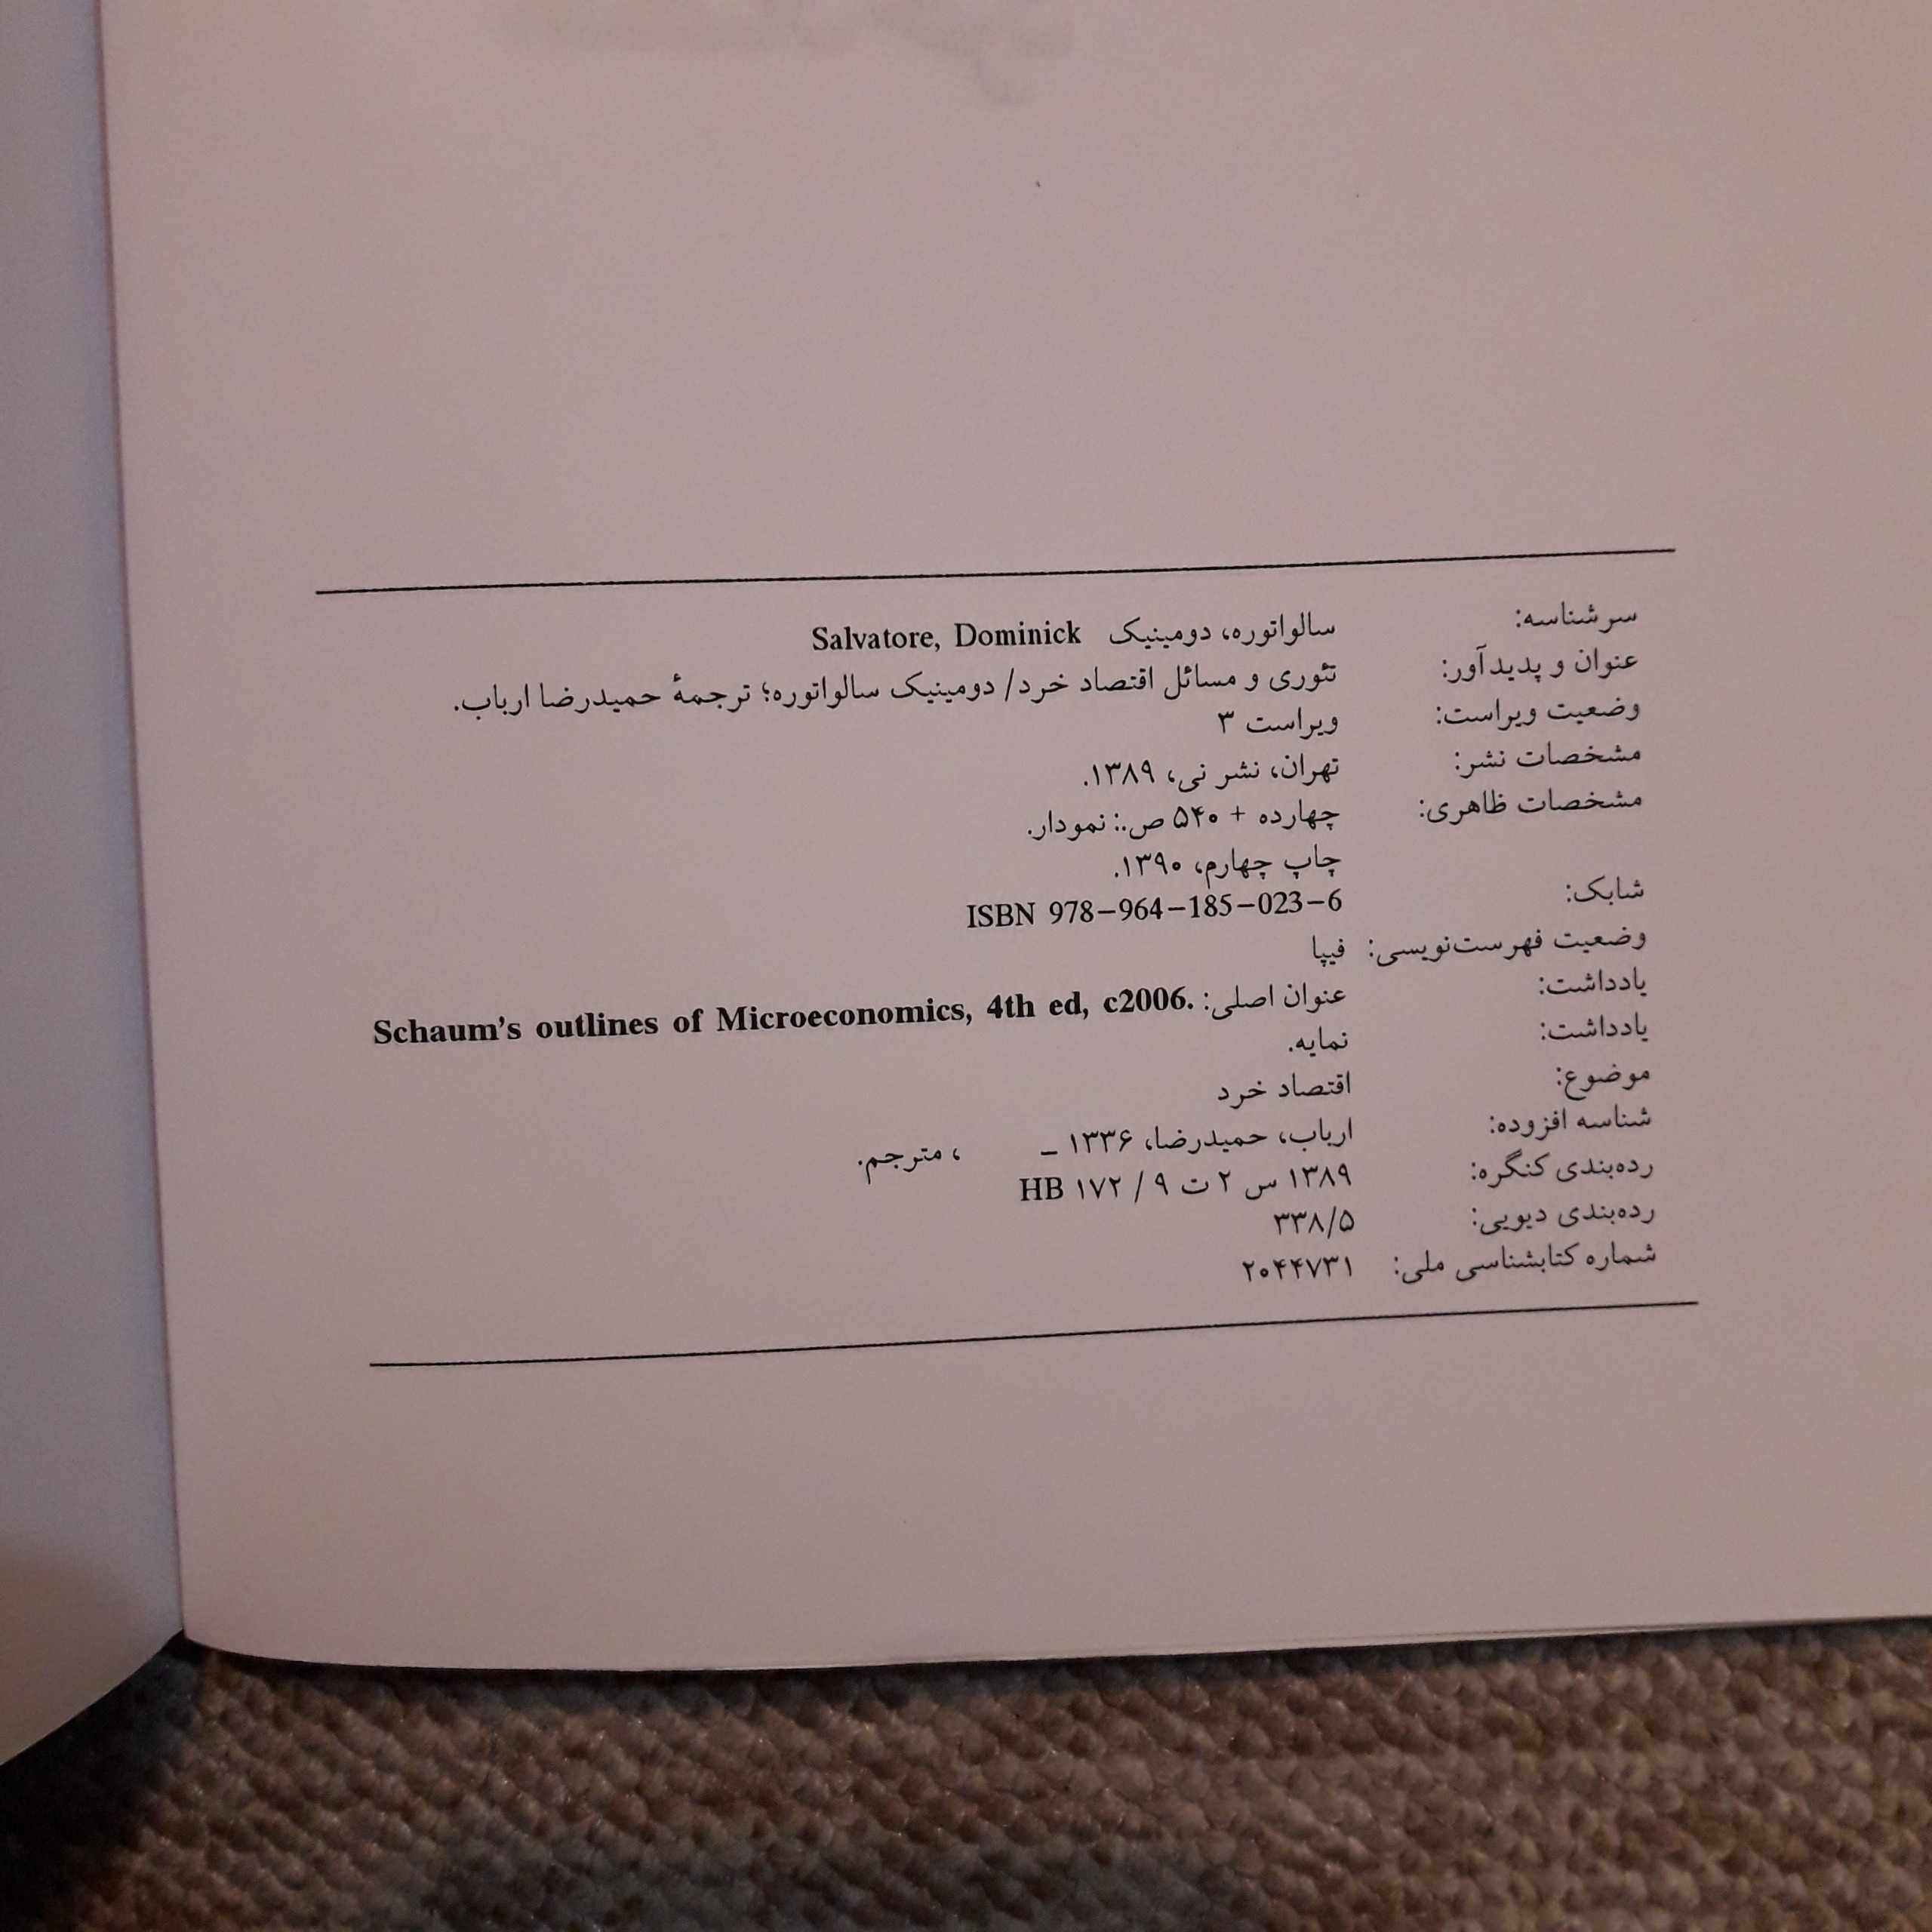 سرشناسه: سالواتوره، دومینیک Salvatore, Dominick
عنوان و پدیدآور: تئوری و مسائل اقتصاد خرد/ دومینیک سالواتوره؛ ترجمهٔ حمیدرضا ارباب.
وضعیت ویراست: ویراست ۳
مشخصات نشر: تهران، نشر نی، ۱۳۸۹.
مشخصات ظاهری: چهارده + ۵۴۰ ص.: نمودار.
چاپ چهارم، ۱۳۹۰.
شابک: ISBN 978-964-185-023-6
وضعیت فهرست‌نویسی: فیپا
یادداشت: عنوان اصلی: Schaum's outlines of Microeconomics, 4th ed, c2006.
یادداشت: نمایه.
موضوع: اقتصاد خرد
شناسه افزوده: ارباب، حمیدرضا، ۱۳۳۶ – ، مترجم.
رده‌بندی کنگره: ۱۳۸۹ س ۲ ت ۹ / ۱۷۲ HB
رده‌بندی دیویی: ۳۳۸/۵
شماره کتابشناسی ملی: ۲۰۴۴۷۳۱